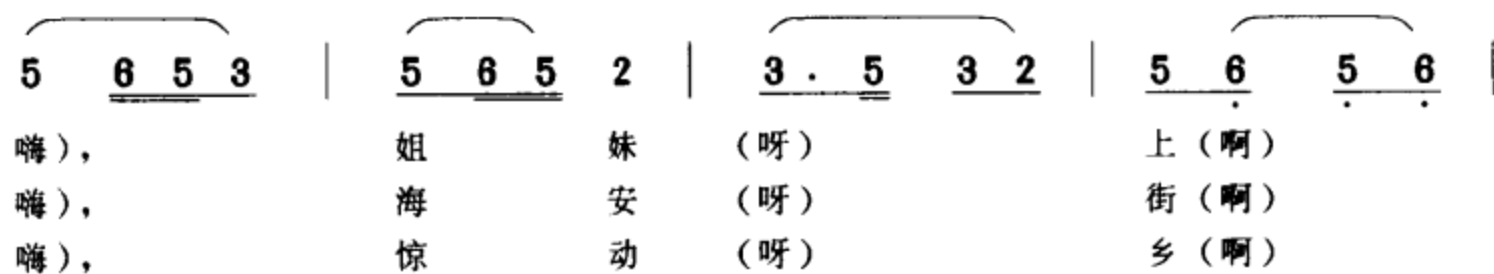 5 6 5 3 | 5 6 5 2 | 3 . 5 3 2 | 5 6 5 6
嗨）， 姐 妹 （呀） 上（啊）
嗨）， 海 安 （呀） 街（啊）
嗨）， 惊 动 （呀） 乡（啊）